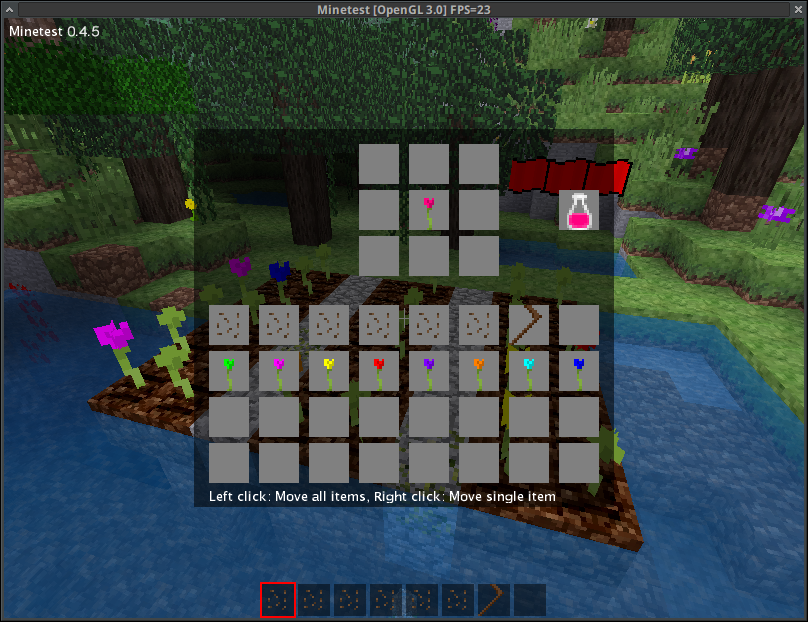 Minetest [OpenGL 3.0] FPS=23
Minetest 0.4.5
Left click: Move all items, Right click: Move single item